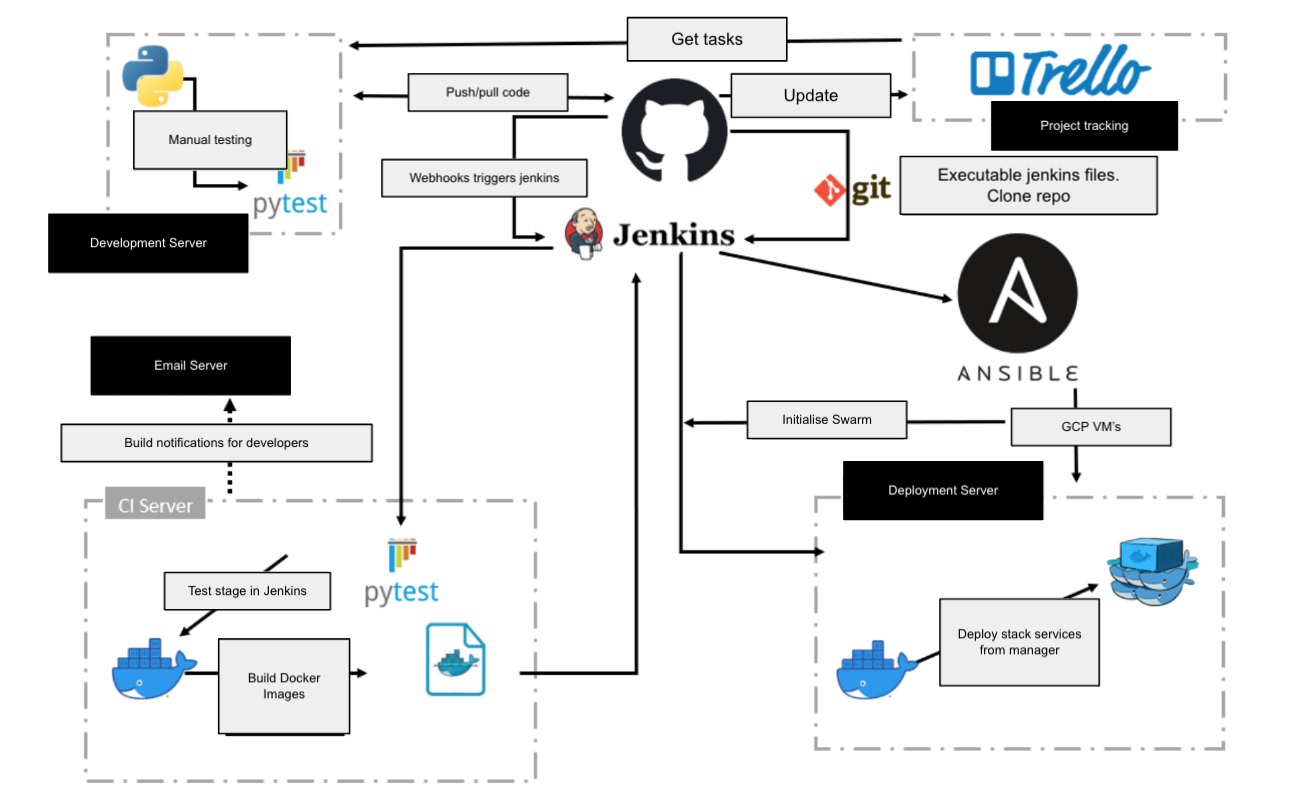 Get tasks
Trello
Push/pull code
Update
Project tracking
Manual testing
pytest
Webhooks triggers jenkins
git
Executable jenkins files.
Clone repo
Development Server
Jenkins
ANSIBLE
Email Server
Initialise Swarm
GCP VM's
Build notifications for developers
Deployment Server
CI Server
pytest
Test stage in Jenkins
Build Docker
Images
Deploy stack services
from manager